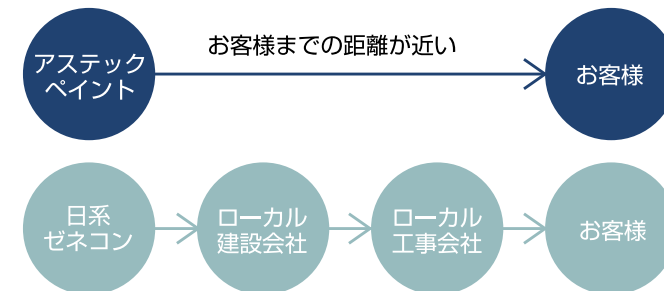 お客様までの距離が近い
アステック
ペイント
お客様
日系
ゼネコン
ローカル
建設会社
ローカル
工事会社
お客様